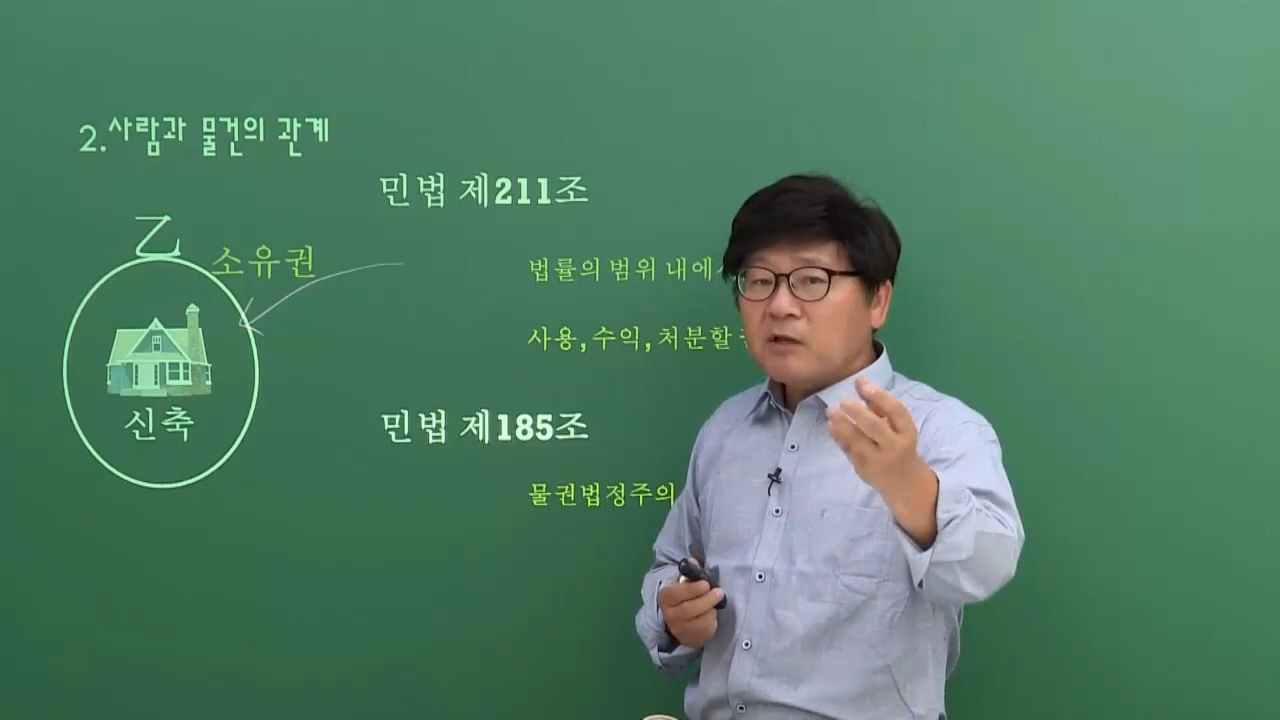 2.사람과 물건의 관계
민법 제211조
乙
소유권
법률의 범위 내에서
사용,수익,처분할
신축
민법 제185조
물권법정주의